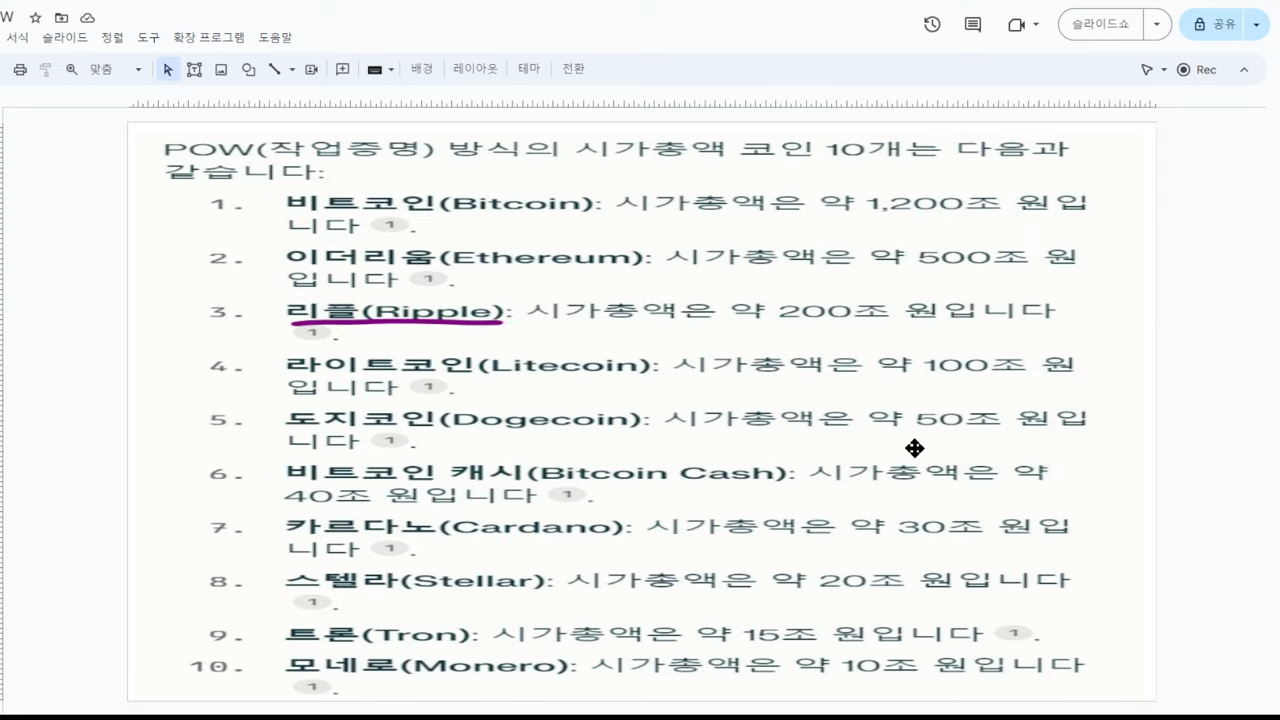 W
서식 슬라이드 정렬 도구 확장 프로그램 도움말
슬라이드쇼
공유
맞춤
배경 레이아웃 테마 전환
Rec
POW(작업증명) 방식의 시가총액 코인 10개는 다음과
같습니다:
1. 비트코인(Bitcoin): 시가총액은 약 1,200조 원입
니다 1.
2. 이더리움(Ethereum): 시가총액은 약 500조 원
입니다 1.
3. 리플(Ripple): 시가총액은 약 200조 원입니다
1.
4. 라이트코인(Litecoin): 시가총액은 약 100조 원
입니다 1.
5. 도지코인(Dogecoin): 시가총액은 약 50조 원입
니다 1.
6. 비트코인 캐시(Bitcoin Cash): 시가총액은 약
40조 원입니다 1.
7. 카르다노(Cardano): 시가총액은 약 30조 원입
니다 1.
8. 스텔라(Stellar): 시가총액은 약 20조 원입니다
1.
9. 트론(Tron): 시가총액은 약 15조 원입니다 1.
10. 모네로(Monero): 시가총액은 약 10조 원입니다
1.